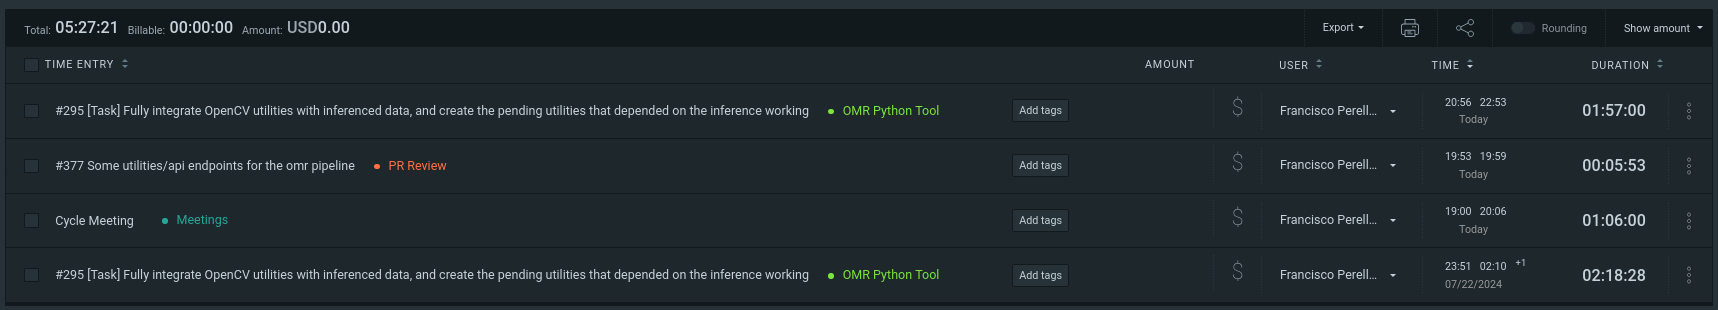 Total: 05:27:21 Billable: 00:00:00 Amount: USD0.00 Export Rounding Show amount
TIME ENTRY AMOUNT USER TIME DURATION
#295 [Task] Fully integrate OpenCV utilities with inferenced data, and create the pending utilities that depended on the inference working • OMR Python Tool Add tags $ Francisco Perell... 20:56 22:53 01:57:00
Today
#377 Some utilities/api endpoints for the omr pipeline • PR Review Add tags $ Francisco Perell... 19:53 19:59 00:05:53
Today
Cycle Meeting • Meetings Add tags $ Francisco Perell... 19:00 20:06 01:06:00
Today
#295 [Task] Fully integrate OpenCV utilities with inferenced data, and create the pending utilities that depended on the inference working • OMR Python Tool Add tags $ Francisco Perell... 23:51 02:10 +1 02:18:28
07/22/2024